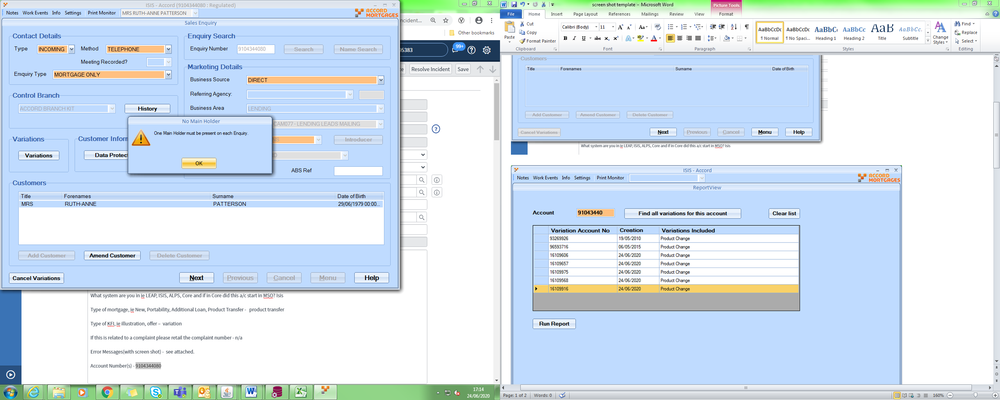 ISIS - Accord (9104344080 : Regulated)
Notes Work Events Info Settings Print Monitor MRS RUTH-ANNE PATTERSON
ACCORD MORTGAGES
Sales Enquiry
Contact Details
Tyrpe INCOMING Method TELEPHONE
Meeting Recorded?
Enquiry Type MORTGAGE ONLY
Enquiry Search
Enquiry Number 9104344080 Search Name Search
Marketing Details
Business Source DIRECT
Referring Agency:
Business Area LENDING
CAM077 - LENDING LEADS MAILING
NS Introducer
D
ABS Ref
Control Branch
ACCORD BRANCH KIT History
Variations
Variations
Customer Inforr
Data Protect
No Main Holder
One Main Holder must be present on each Enquiry.
OK
Customers
Title Forenames Surname Date of Birth
MRS RUTH-ANNE PATTERSON 29/06/1979 00:00...
Add Customer Amend Customer Delete Customer
Cancel Variations Next Previous Cancel Menu Help
ncident...
Other bookmarks
95383 99+
te Resolve Incident Save
What system are you in ie LEAP, ISIS, ALPS, Core and if in Core did this a/c start in MSO? Isis
Type of mortgage, ie New, Portability, Additional Loan, Product Transfer - product transfer
Type of KFI, ie illustration, offer – variation
If this is related to a complaint please retail the complaint number - n/a
Error Messages(with screen shot) - see attached.
Account Number(s) - 9104344080
17:14
24/06/2020
screen shot template - Microsoft Word
Picture Tools
File Home Insert Page Layout References Mailings Review View Format
Paste
Cut
Copy
Format Painter
Clipboard
Calibri (Body) 11
Font
Paragraph
AaBbCcDc AaBbCcDc AaBbC AaBbCc AaB AaBbCc.
¶ Normal ¶ No Spaci... Heading 1 Heading 2 Title Subtitle
Styles
Change Styles
Find
Replace
Select
Editing
Customers
Title Forenames Surname Date of Birth
Add Customer Amend Customer Delete Customer
Cancel Variations Next Previous Cancel Menu Help
What system are you in ie LEAP, ISIS, ALPS, Core and if in Core did this a/c start in MSO? Isis
ISIS - Accord
Notes Work Events Info Settings Print Monitor
ACCORD MORTGAGES
ReportView
Account 91043440 Find all variations for this account Clear list
Variation Account No Creation Variations Included
93269926 19/05/2010 Product Change
96593716 06/05/2015 Product Change
16109606 24/06/2020 Product Change
16109657 24/06/2020 Product Change
16109975 24/06/2020 Product Change
16109568 24/06/2020 Product Change
16109916 24/06/2020 Product Change
Run Report
Page: 1 of 2 Words: 0 160%